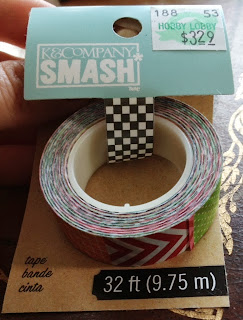 188 53
HOBBY LOBBY
$3.29
K&COMPANY
SMASH*
tape
bande
cinta
32 ft (9.75 m)